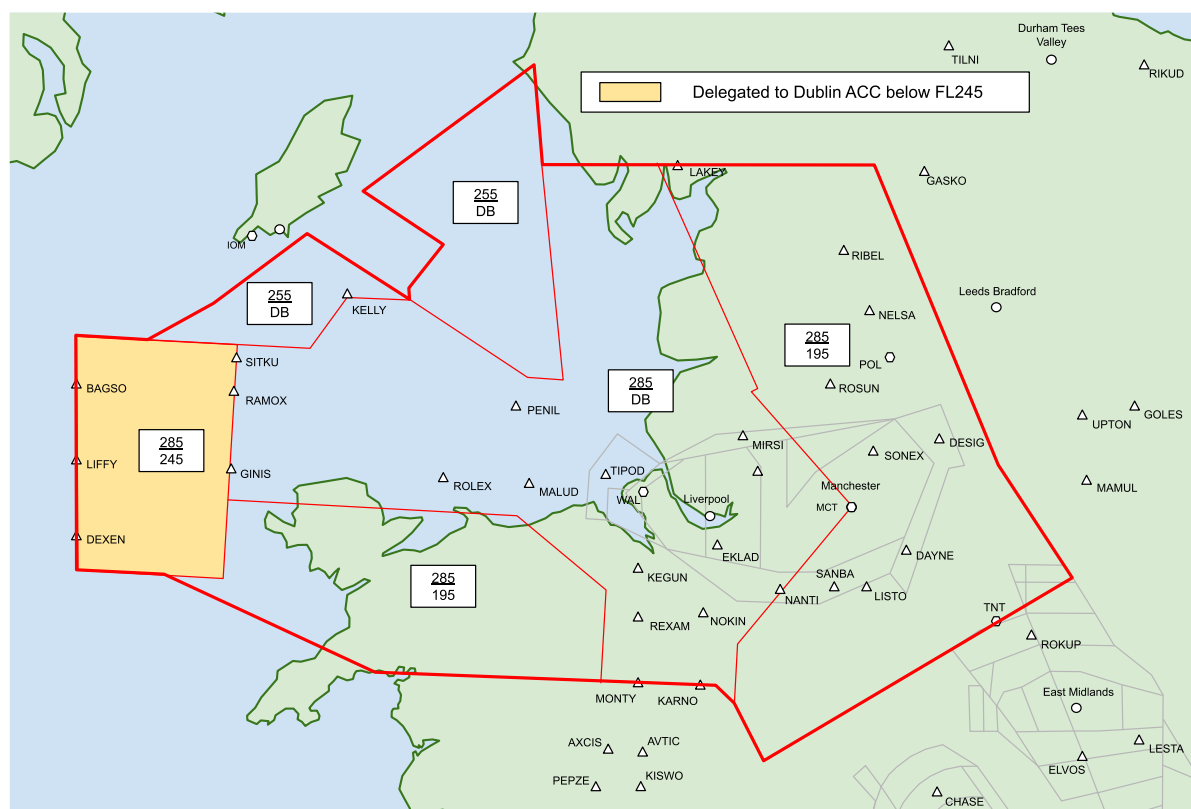 Durham Tees
Valley
TILNI
RIKUD
Delegated to Dublin ACC below FL245
LAKEY
GASKO
255
DB
IOM
RIBEL
255
DB
KELLY
Leeds Bradford
NELSA
285
195
POL
SITKU
BAGSO
RAMOX
285
DB
ROSUN
PENIL
GOLES
UPTON
285
245
MIRSI
DESIG
SONEX
LIFFY
GINIS
TIPOD
ROLEX
MALUD
WAL
Liverpool
Manchester
MCT
MAMUL
DEXEN
EKLAD
DAYNE
285
195
KEGUN
SANBA
NANTI
LISTO
TNT
REXAM
NOKIN
ROKUP
MONTY
KARNO
East Midlands
AXCIS
AVTIC
LESTA
ELVOS
PEPZE
KISWO
CHASE